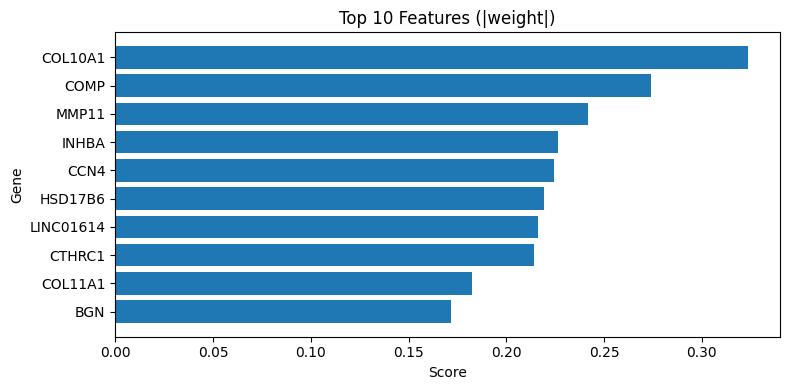 Top 10 Features (|weight|)
Gene
COL10A1
COMP
MMP11
INHBA
CCN4
HSD17B6
LINC01614
CTHRC1
COL11A1
BGN
0.00 0.05 0.10 0.15 0.20 0.25 0.30
Score